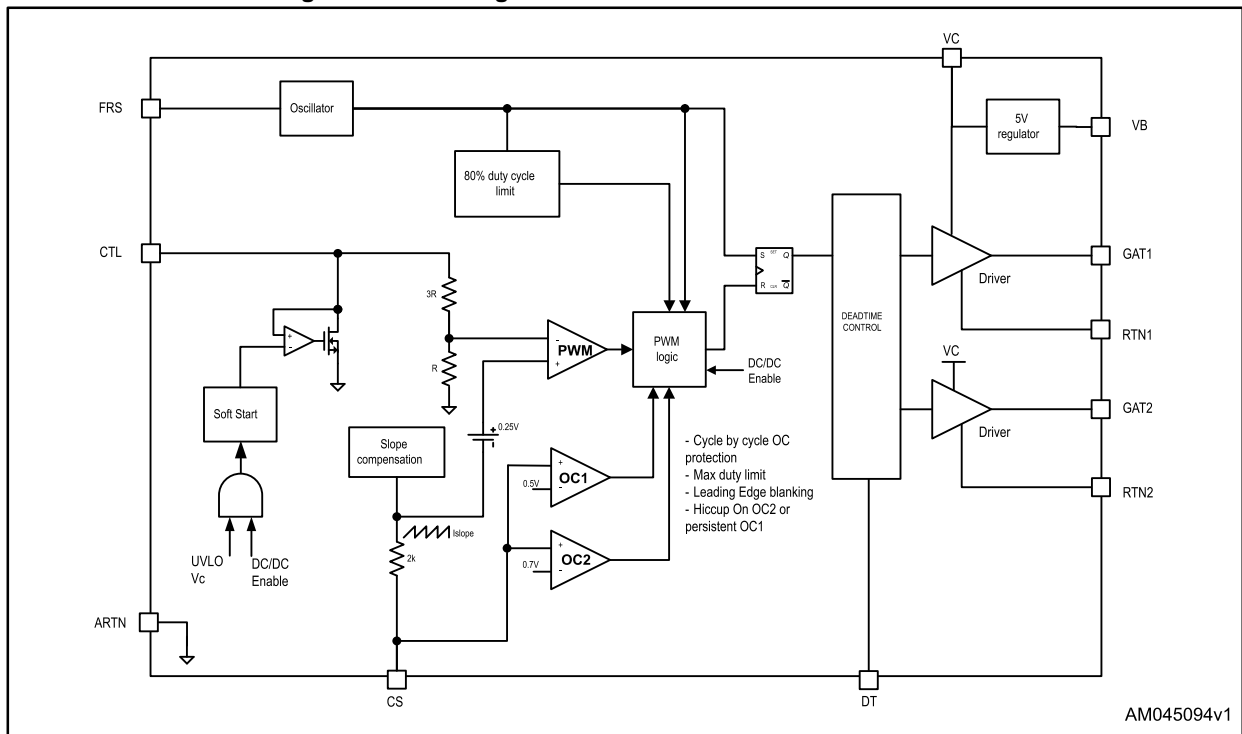 VC
FRS
Oscillator
5V
regulator
VB
80% duty cycle
limit
CTL
S
SET
Q
R
CLR
Q
GAT1
Driver
3R
DEADTIME
CONTROL
+
-
-
PWM
+
PWM
logic
RTN1
R
DC/DC
Enable
VC
Soft Start
GAT2
Driver
+
0.25V
-
Slope
compensation
- Cycle by cycle OC
protection
- Max duty limit
- Leading Edge blanking
- Hiccup On OC2 or
persistent OC1
+
OC1
0.5V
-
RTN2
Islope
2k
+
OC2
0.7V
-
UVLO
Vc
DC/DC
Enable
ARTN
CS
DT
AM045094v1